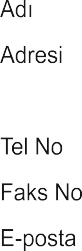 Adı
Adresi
Tel No
Faks No
E-posta